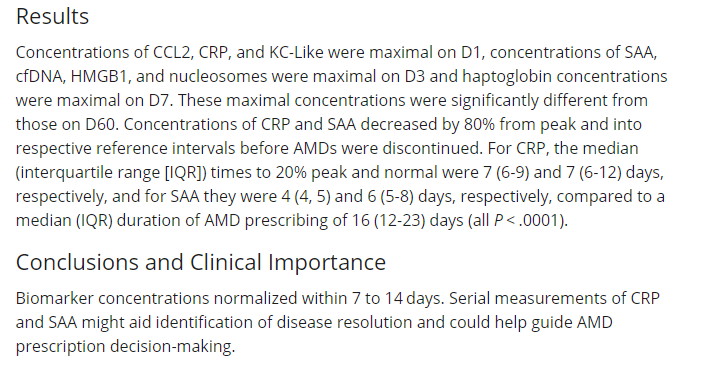 Results
Concentrations of CCL2, CRP, and KC-Like were maximal on D1, concentrations of SAA,
cfDNA, HMGB1, and nucleosomes were maximal on D3 and haptoglobin concentrations
were maximal on D7. These maximal concentrations were significantly different from
those on D60. Concentrations of CRP and SAA decreased by 80% from peak and into
respective reference intervals before AMDs were discontinued. For CRP, the median
(interquartile range [IQR]) times to 20% peak and normal were 7 (6-9) and 7 (6-12) days,
respectively, and for SAA they were 4 (4, 5) and 6 (5-8) days, respectively, compared to a
median (IQR) duration of AMD prescribing of 16 (12-23) days (all P < .0001).
Conclusions and Clinical Importance
Biomarker concentrations normalized within 7 to 14 days. Serial measurements of CRP
and SAA might aid identification of disease resolution and could help guide AMD
prescription decision-making.